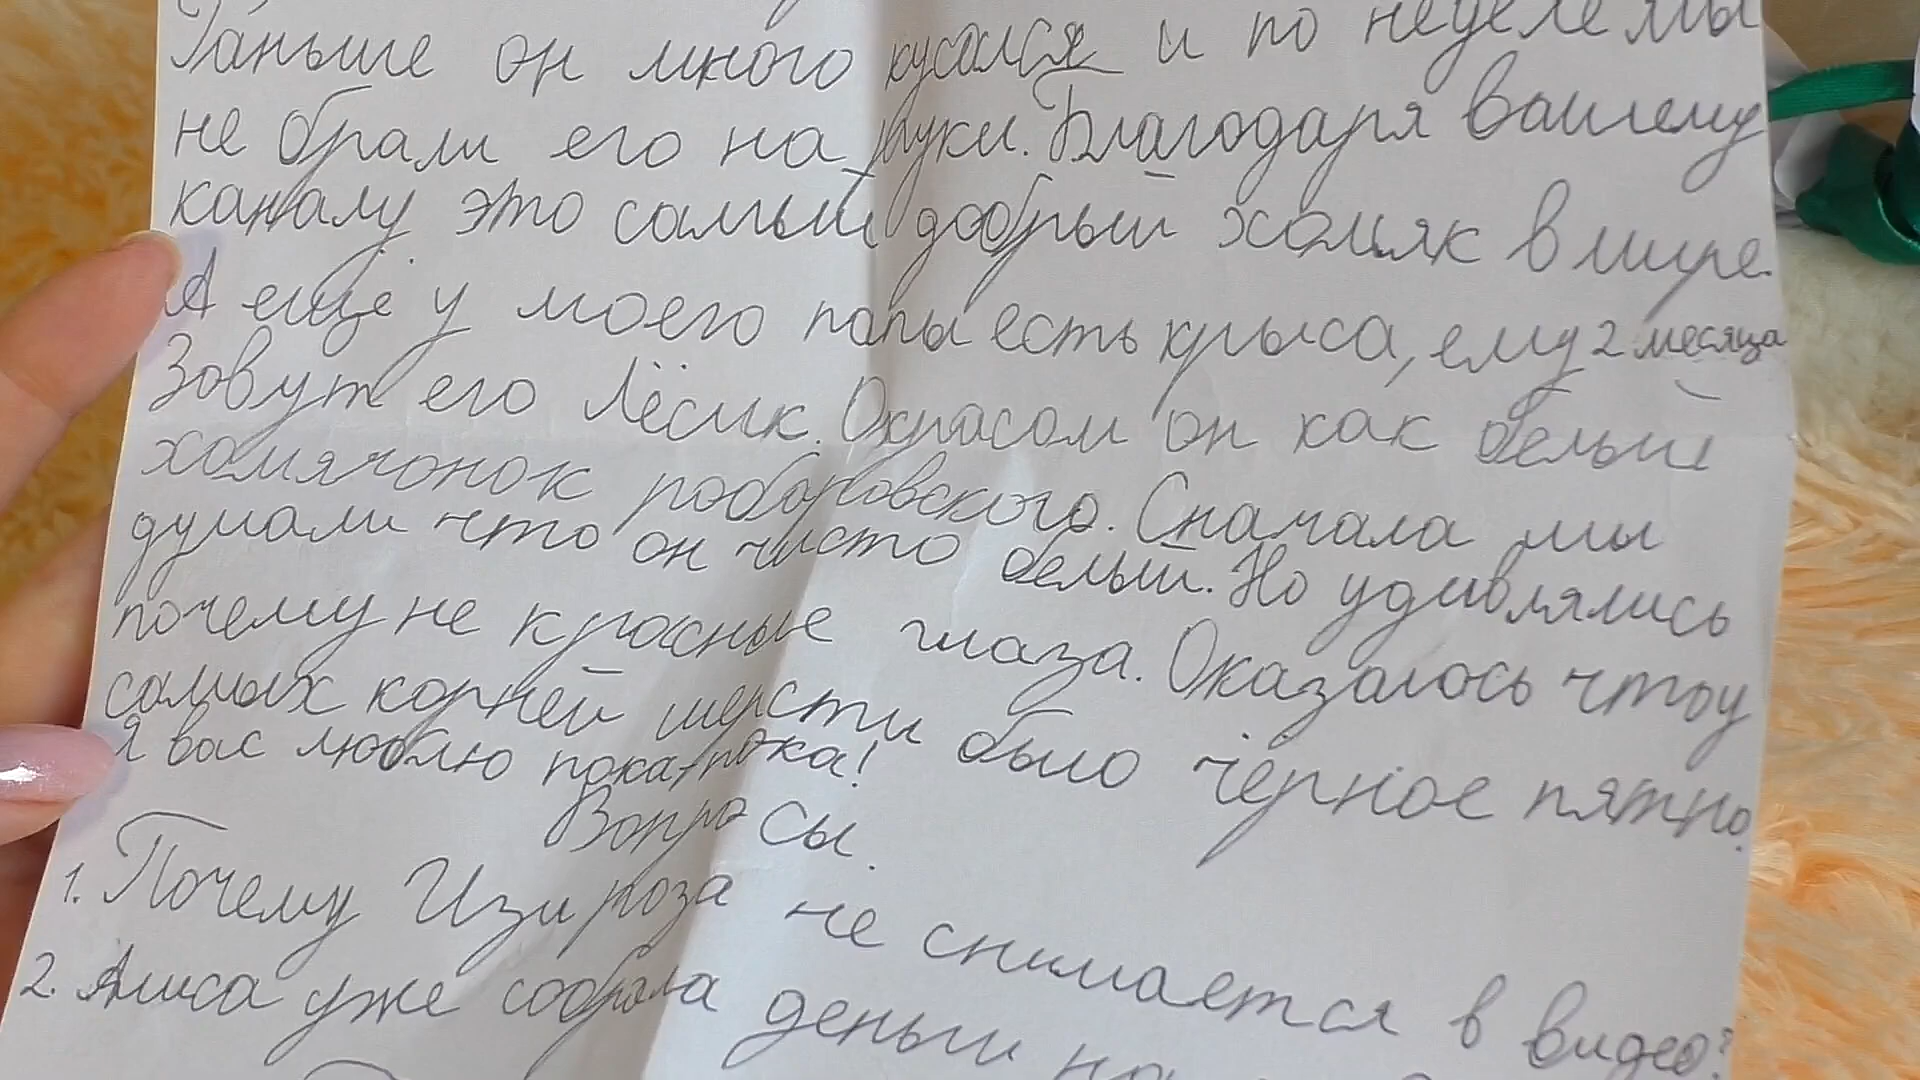 Раньше он много кусался и по неделе мы
не брали его на руки. Благодаря вашему
каналу это самый добрый хомяк в мире.
А ещё у моего папы есть крыса, ему 2 месяца
Зовут его Лёсик. Окрасом он как белый
хомячонок роборовского. Сначала мы
думали что он чисто белый. Но удивлялись
почему не красные глаза. Оказалось что у
самых корней шерсти было чёрное пятно.
Я вас люблю пока-пока!
Вопросы.
1. Почему Изи роза не снимается в видео?
2. Алиса уже собрала деньги на